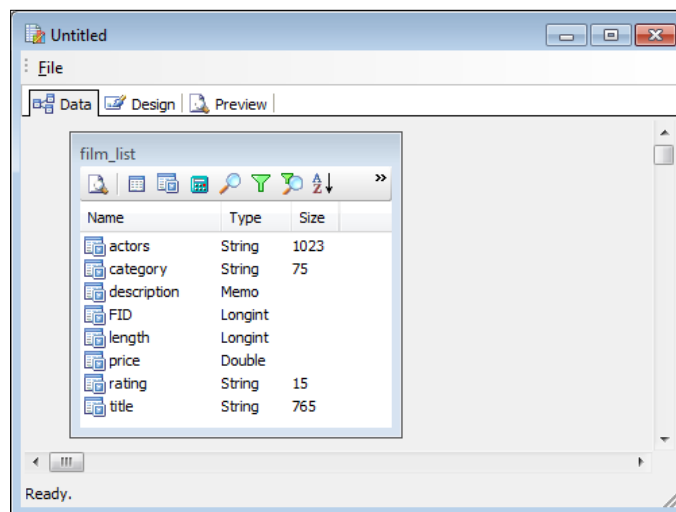 Untitled
File
Data Design Preview
film_list
A Z »
Name Type Size
actors String 1023
category String 75
description Memo
FID Longint
length Longint
price Double
rating String 15
title String 765
Ready.